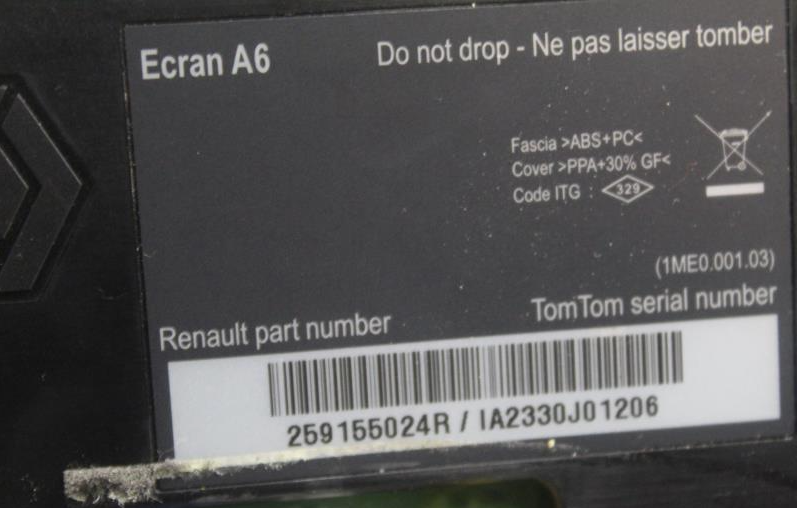 Ecran A6
Do not drop - Ne pas laisser tomber
Fascia >ABS+PC<
Cover >PPA+30% GF<
Code ITG : 329
(1ME0.001.03)
Renault part number
TomTom serial number
259155024R / IA2330J01206